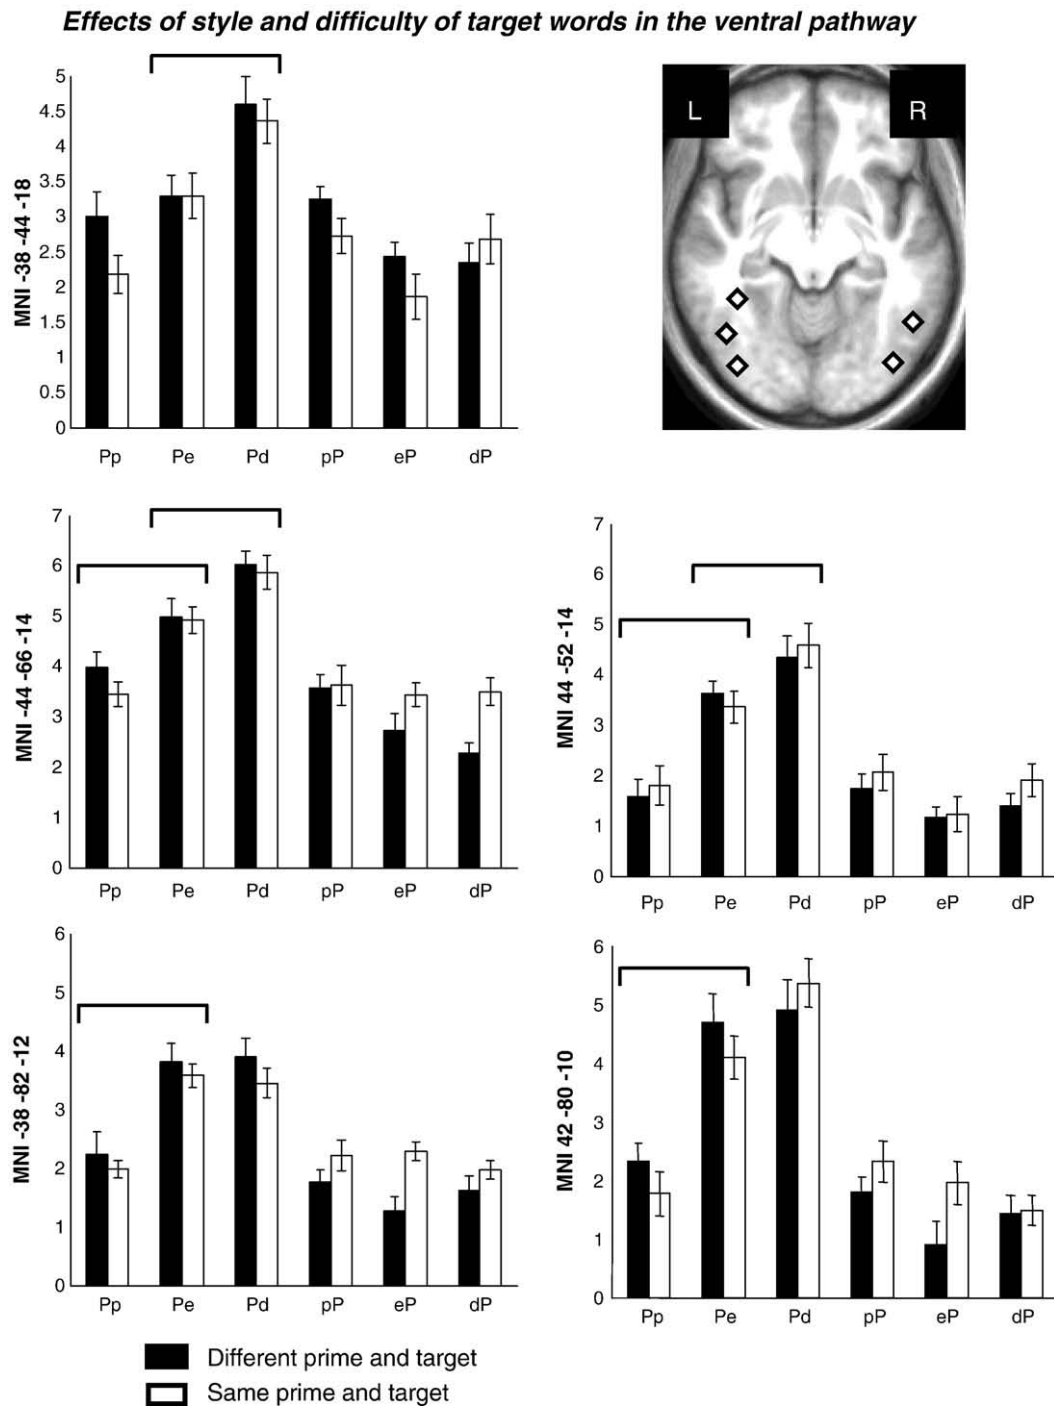 Effects of style and difficulty of target words in the ventral pathway
MNI -38 -44 -18
5
4.5
4
3.5
3
2.5
2
1.5
1
0.5
0
Pp Pe Pd pP eP dP
L R
MNI -44 -66 -14
7
6
5
4
3
2
1
0
Pp Pe Pd pP eP dP
MNI 44 -52 -14
7
6
5
4
3
2
1
0
Pp Pe Pd pP eP dP
MNI -38 -82 -12
6
5
4
3
2
1
0
Pp Pe Pd pP eP dP
MNI 42 -80 -10
6
5
4
3
2
1
0
Pp Pe Pd pP eP dP
Different prime and target
Same prime and target